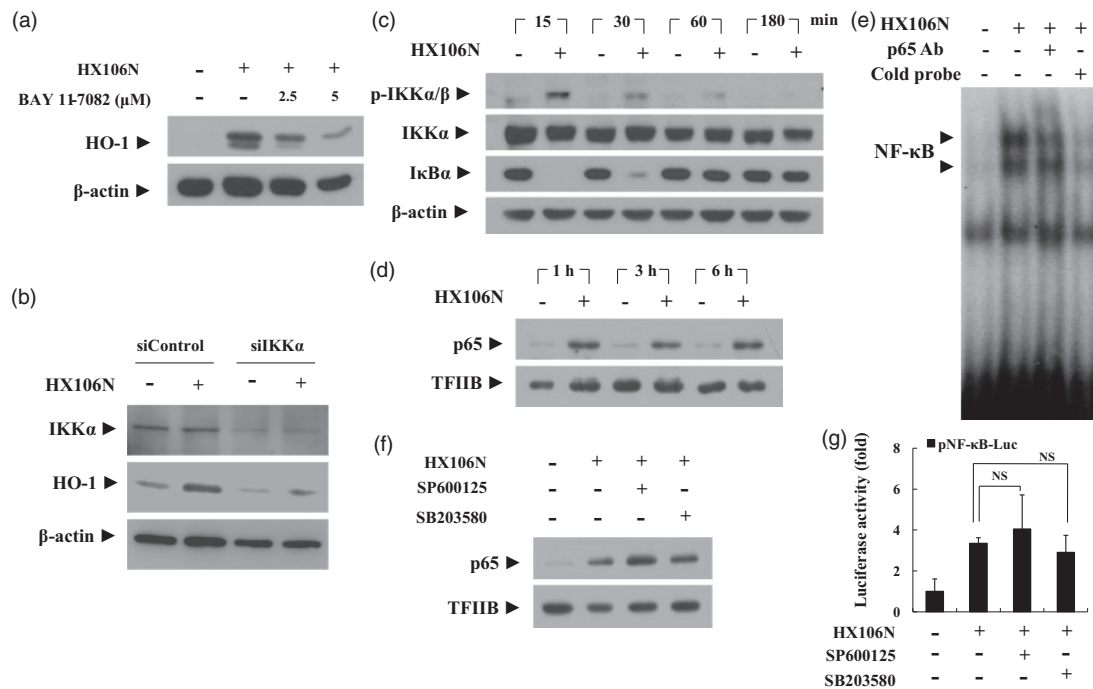 (a)
HX106N - + + +
BAY 11-7082 (μM) - - 2.5 5
HO-1
β-actin
(b)
siControl siIKKα
HX106N - + - +
IKKα
HO-1
β-actin
(c)
15 30 60 180 min
HX106N - + - + - + - +
p-IKKα/β
IKKα
IκBα
β-actin
(d)
1 h 3 h 6 h
HX106N - + - + - +
p65
TFIIB
(e)
HX106N - + + +
p65 Ab - - + -
Cold probe - - - +
NF-κB
(f)
HX106N - + + +
SP600125 - - + -
SB203580 - - - +
p65
TFIIB
(g)
Luciferase activity (fold)
8
6
4
2
0
pNF-κB-Luc
NS
NS
HX106N - + + +
SP600125 - - + -
SB203580 - - - +